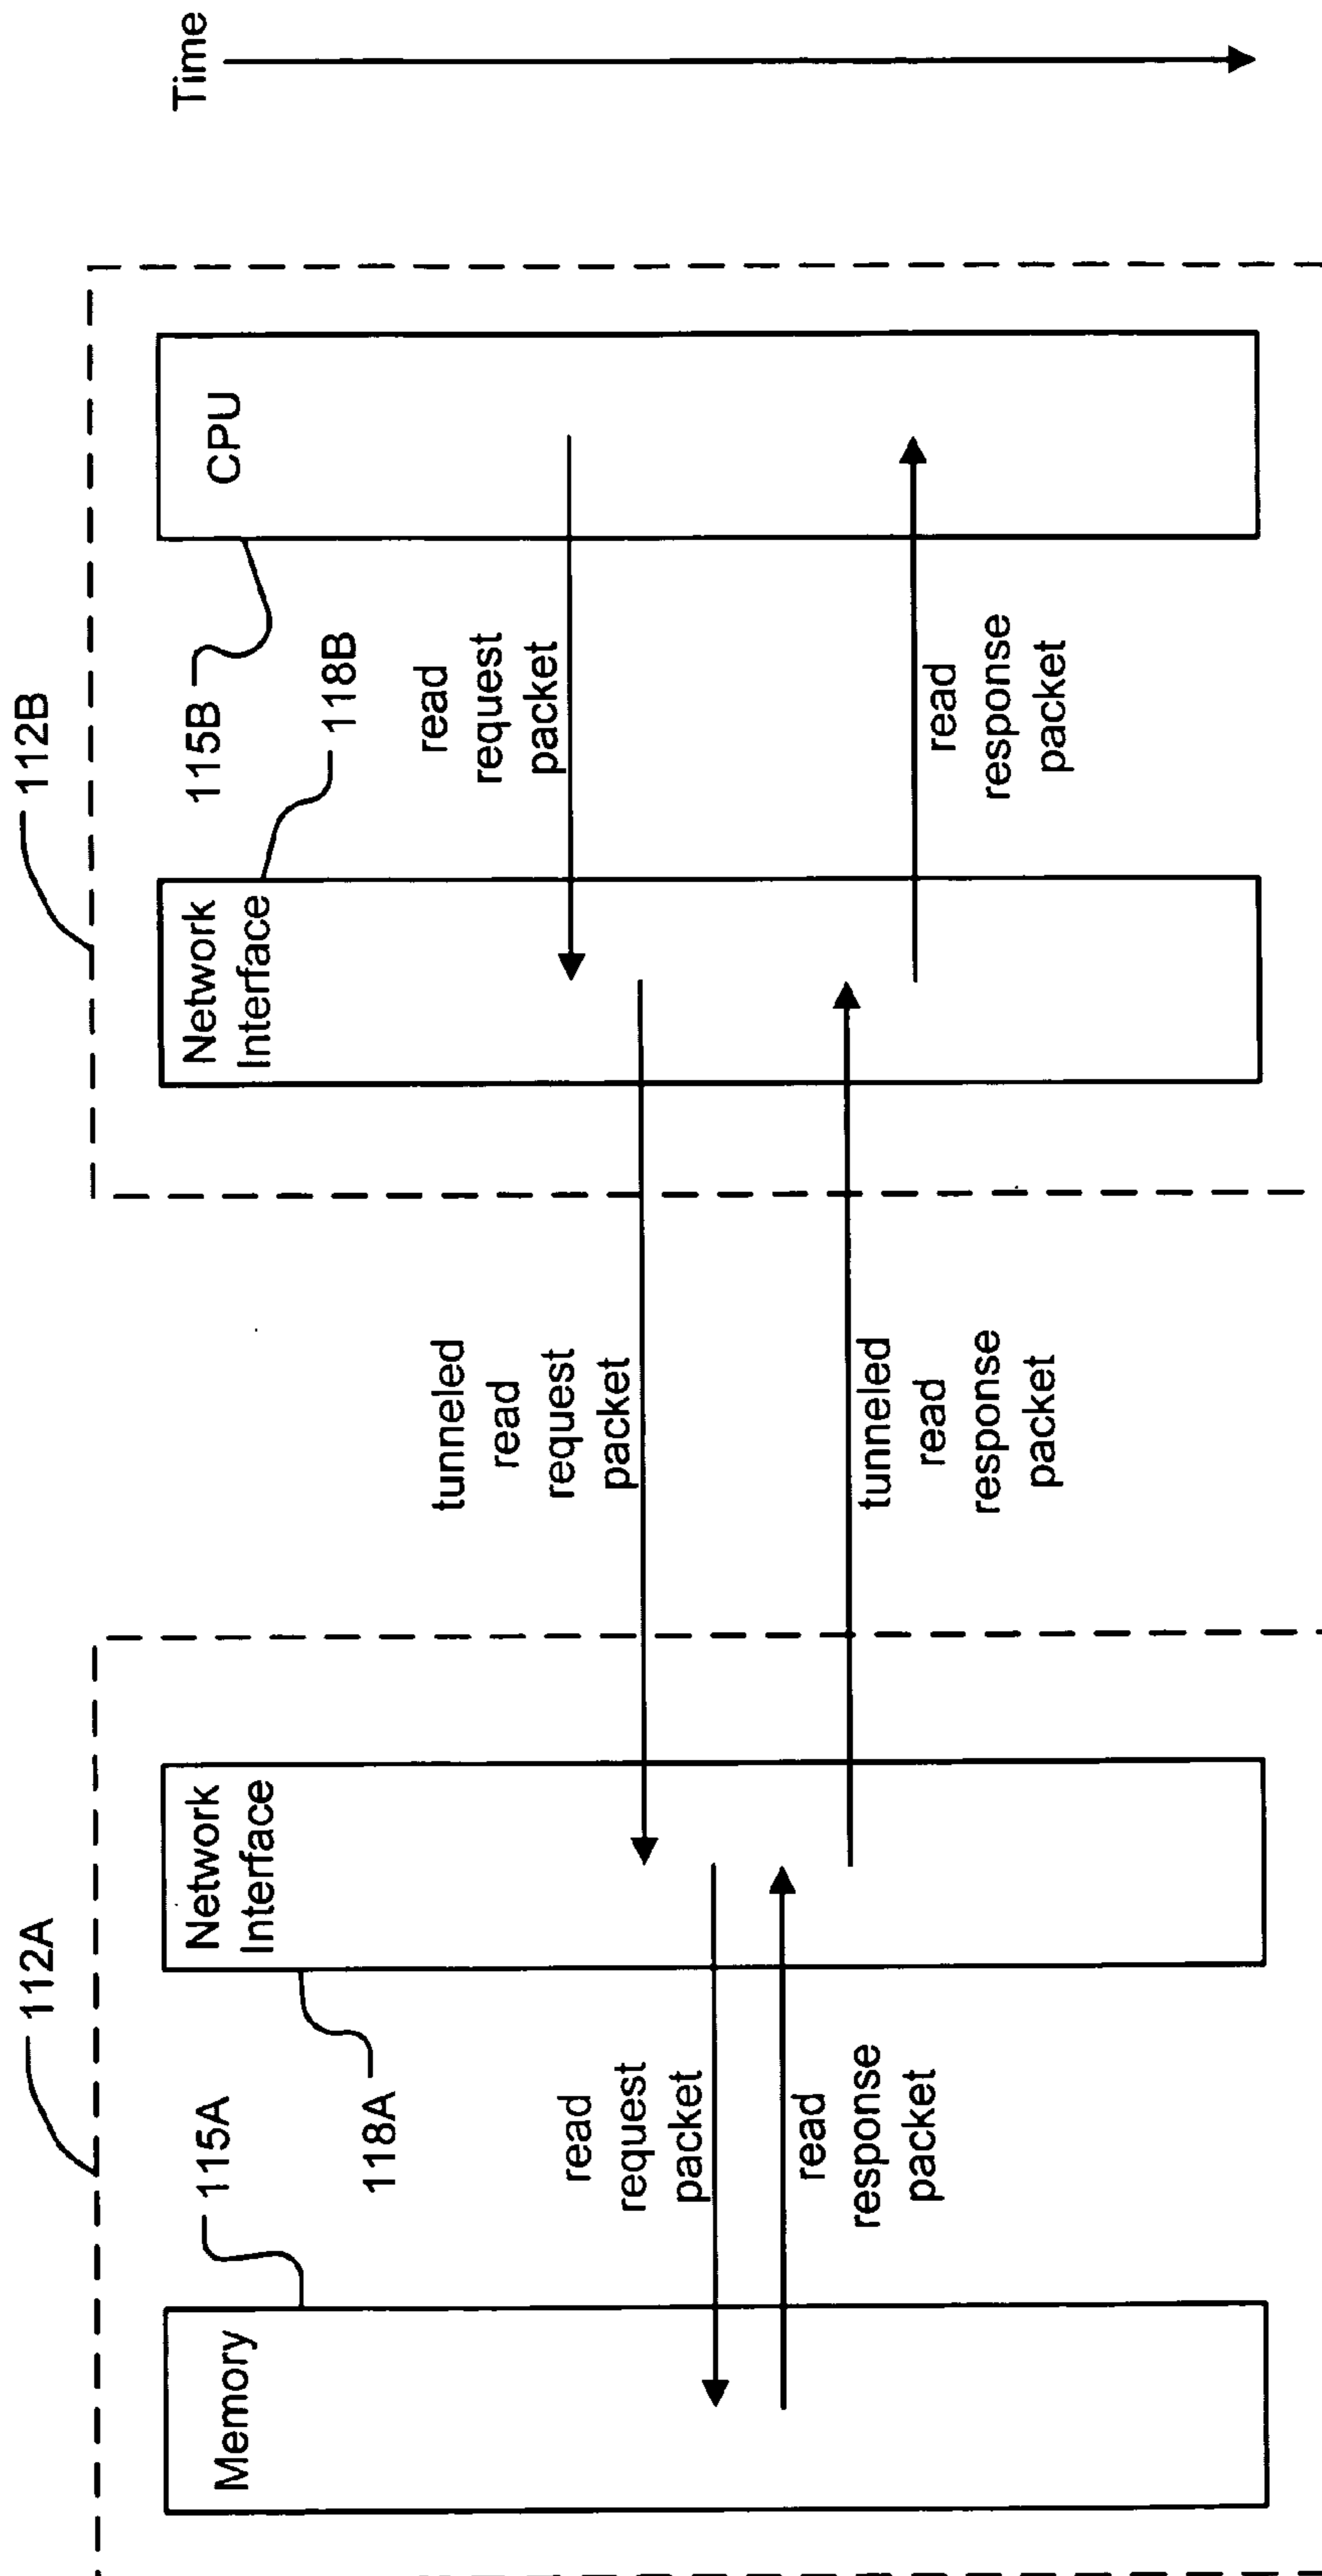 112A
112B
Time
Memory
115A
Network
Interface
118A
Network
Interface
118B
CPU
115B
read
request
packet
tunneled
read
request
packet
read
request
packet
read
response
packet
tunneled
read
response
packet
read
response
packet